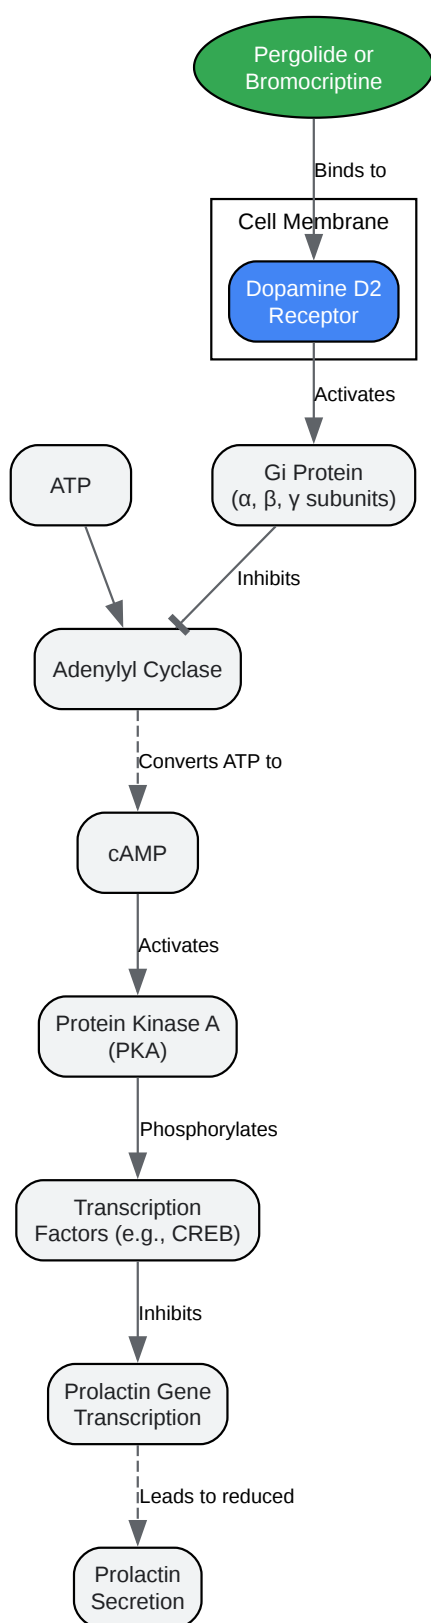 Pergolide or
Bromocriptine
Binds to
Cell Membrane
Dopamine D2
Receptor
Activates
ATP
Gi Protein
(α, β, γ subunits)
Inhibits
Adenylyl Cyclase
Converts ATP to
cAMP
Activates
Protein Kinase A
(PKA)
Phosphorylates
Transcription
Factors (e.g., CREB)
Inhibits
Prolactin Gene
Transcription
Leads to reduced
Prolactin
Secretion